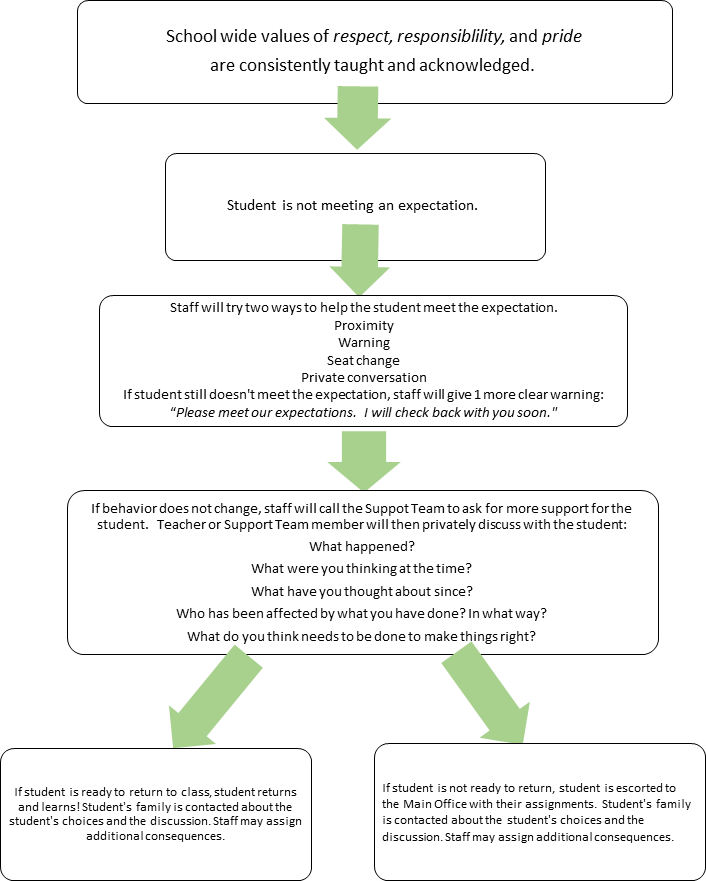 School wide values of respect, responsiblility, and pride
are consistently taught and acknowledged.
Student is not meeting an expectation.
Staff will try two ways to help the student meet the expectation.
Proximity
Warning
Seat change
Private conversation
If student still doesn't meet the expectation, staff will give 1 more clear warning:
“Please meet our expectations. I will check back with you soon."
If behavior does not change, staff will call the Suppot Team to ask for more support for the
student. Teacher or Support Team member will then privately discuss with the student:
What happened?
What were you thinking at the time?
What have you thought about since?
Who has been affected by what you have done? In what way?
What do you think needs to be done to make things right?
If student is ready to return to class, student returns
and learns! Student's family is contacted about the
student's choices and the discussion. Staff may assign
additional consequences.
If student is not ready to return, student is escorted to
the Main Office with their assignments. Student's family
is contacted about the student's choices and the
discussion. Staff may assign additional consequences.